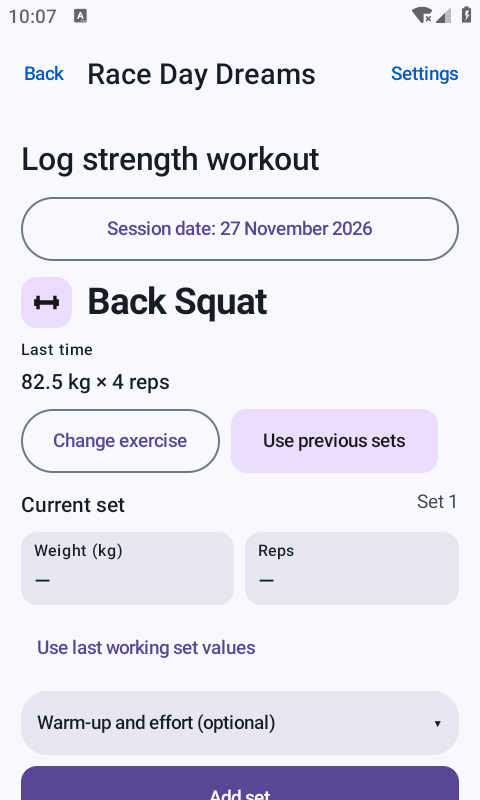 10:07
Back
Race Day Dreams
Settings
Log strength workout
Session date: 27 November 2026
Back Squat
Last time
82.5 kg × 4 reps
Change exercise
Use previous sets
Current set
Set 1
Weight (kg)
–
Reps
–
Use last working set values
Warm-up and effort (optional)
Add set